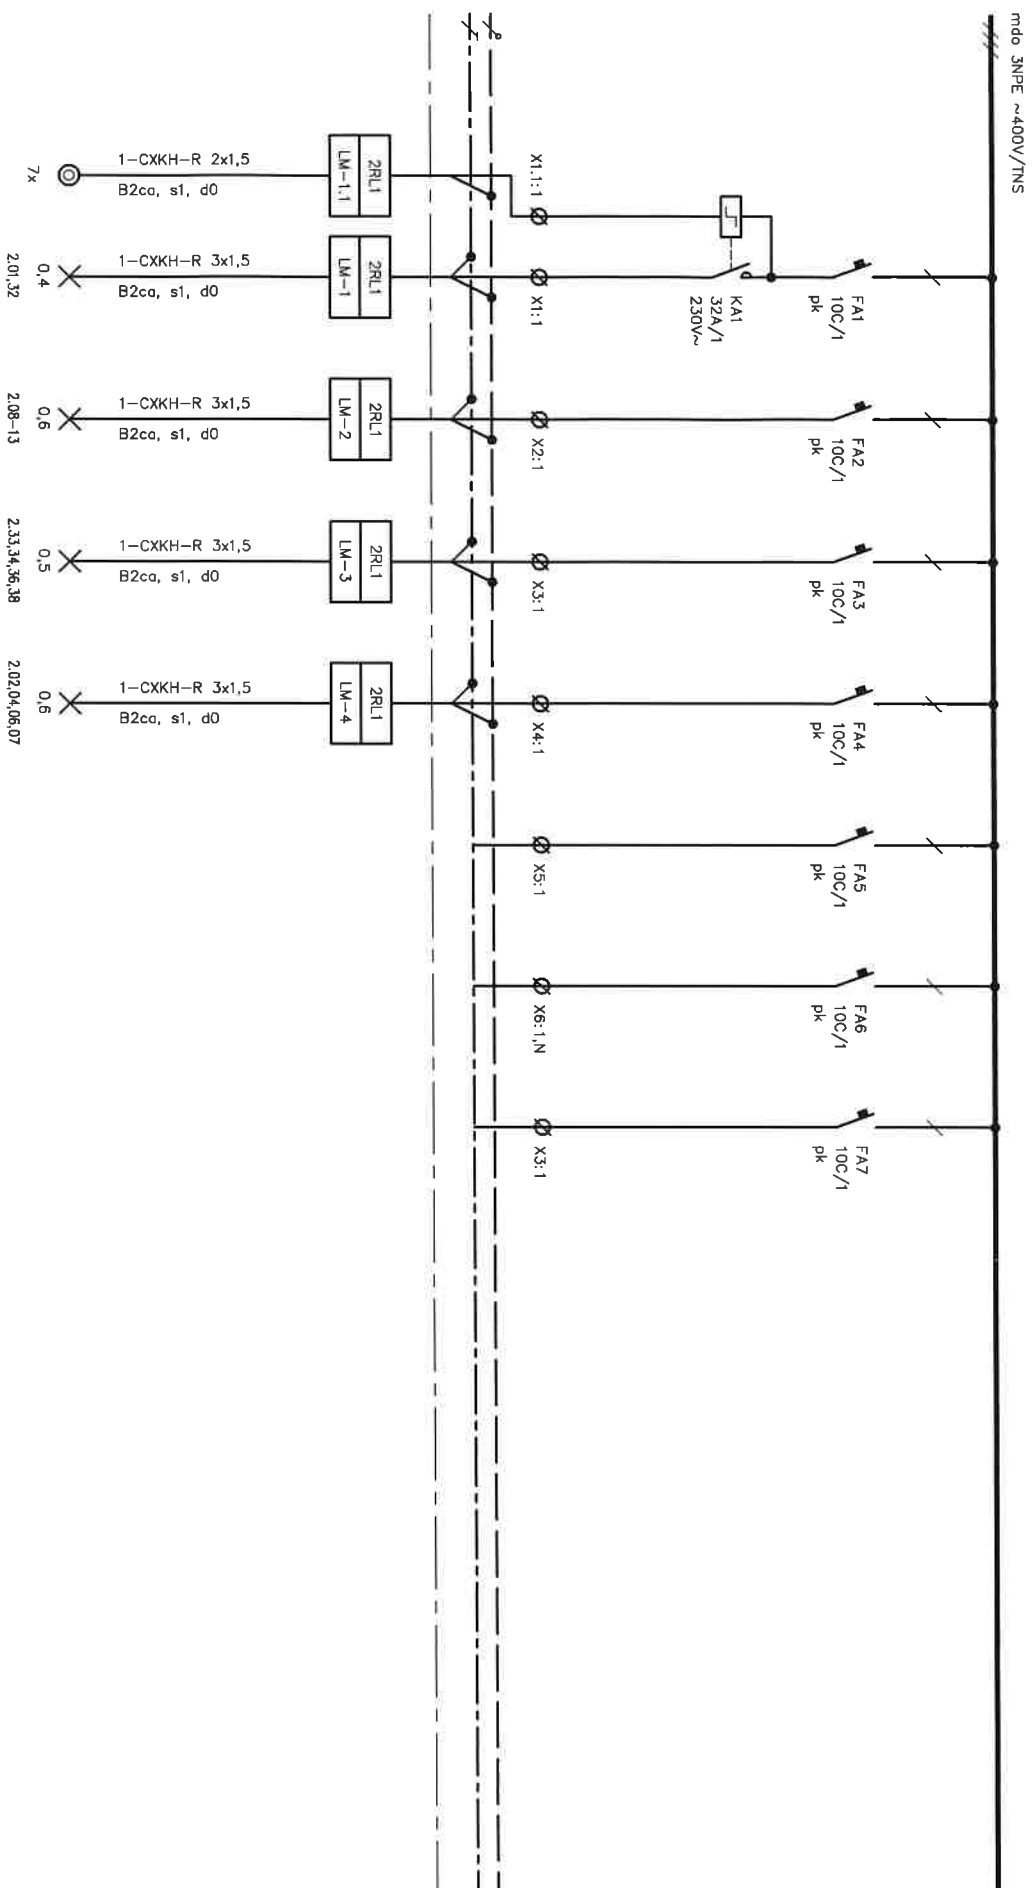 mdo 3NPE ~400V/TNS
FA1
10C/1
pk
FA2
10C/1
pk
FA3
10C/1
pk
FA4
10C/1
pk
FA5
10C/1
pk
FA6
10C/1
pk
FA7
10C/1
pk
KA1
32A/1
230V~
X1.1:1
X1:1
X2:1
X3:1
X4:1
X5:1
X6:1,N
X3:1
2RL1
LM-1.1
2RL1
LM-1
2RL1
LM-2
2RL1
LM-3
2RL1
LM-4
1-CXKH-R 2x1,5
B2ca, s1, d0
1-CXKH-R 3x1,5
B2ca, s1, d0
1-CXKH-R 3x1,5
B2ca, s1, d0
1-CXKH-R 3x1,5
B2ca, s1, d0
1-CXKH-R 3x1,5
B2ca, s1, d0
7x
0,4
2.01,32
0,6
2.08-13
0,5
2.33,34,36,38
0,6
2.02,04,06,07